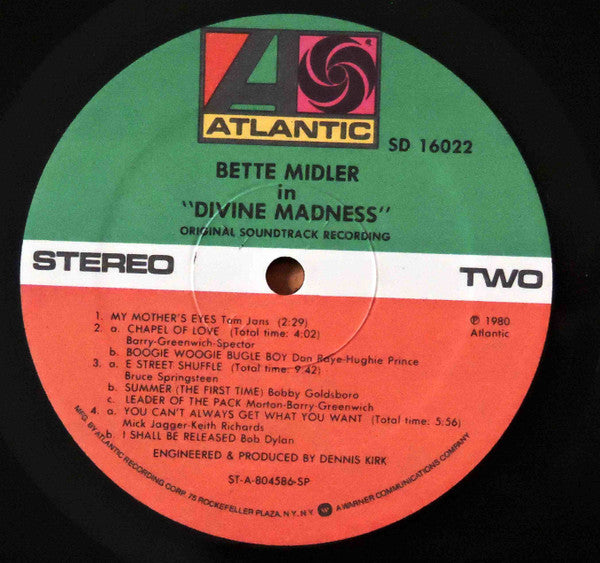 ATLANTIC
SD 16022
BETTE MIDLER
in
"DIVINE MADNESS"
ORIGINAL SOUNDTRACK RECORDING
STEREO
TWO
1. MY MOTHER'S EYES Tom Jans (2:29)
2. a. CHAPEL OF LOVE (Total time: 4:02)
Barry-Greenwich-Spector
b. BOOGIE WOOGIE BUGLE BOY Don Raye-Hughie Prince
3. a. E STREET SHUFFLE (Total time: 9:42)
Bruce Springsteen
b. SUMMER (THE FIRST TIME) Bobby Goldsboro
c. LEADER OF THE PACK Morton-Barry-Greenwich
4. a. YOU CAN'T ALWAYS GET WHAT YOU WANT (Total time: 5:56)
Mick Jagger-Keith Richards
b. I SHALL BE RELEASED Bob Dylan
℗ 1980
Atlantic
ENGINEERED & PRODUCED BY DENNIS KIRK
ST-A-804586-SP
MFG. BY ATLANTIC RECORDING CORP., 75 ROCKEFELLER PLAZA, N.Y., N.Y. W A WARNER COMMUNICATIONS COMPANY